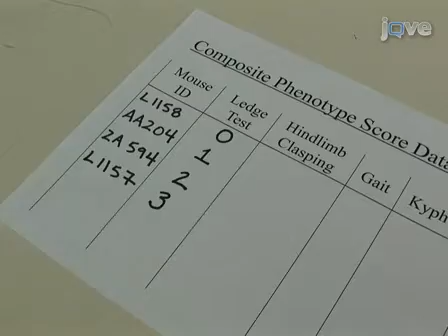 jove
Composite Phenotype Score Data
Mouse ID Ledge Test Hindlimb Clasping Gait Kyph
L1158 0
AA204 1
ZA594 2
L1157 3